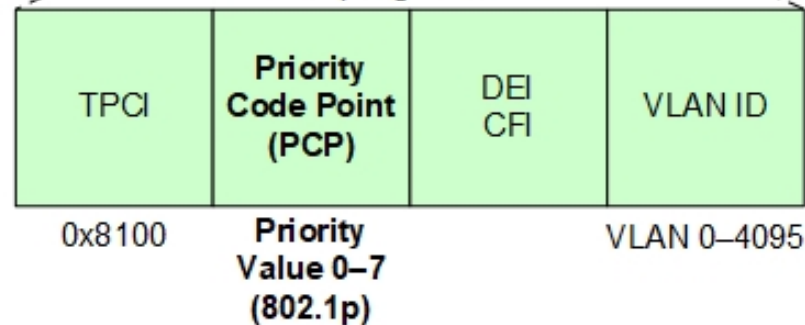 TPCI
Priority
Code Point
(PCP)
DEI
CFI
VLAN ID
0x8100
Priority
Value 0–7
(802.1p)
VLAN 0–4095